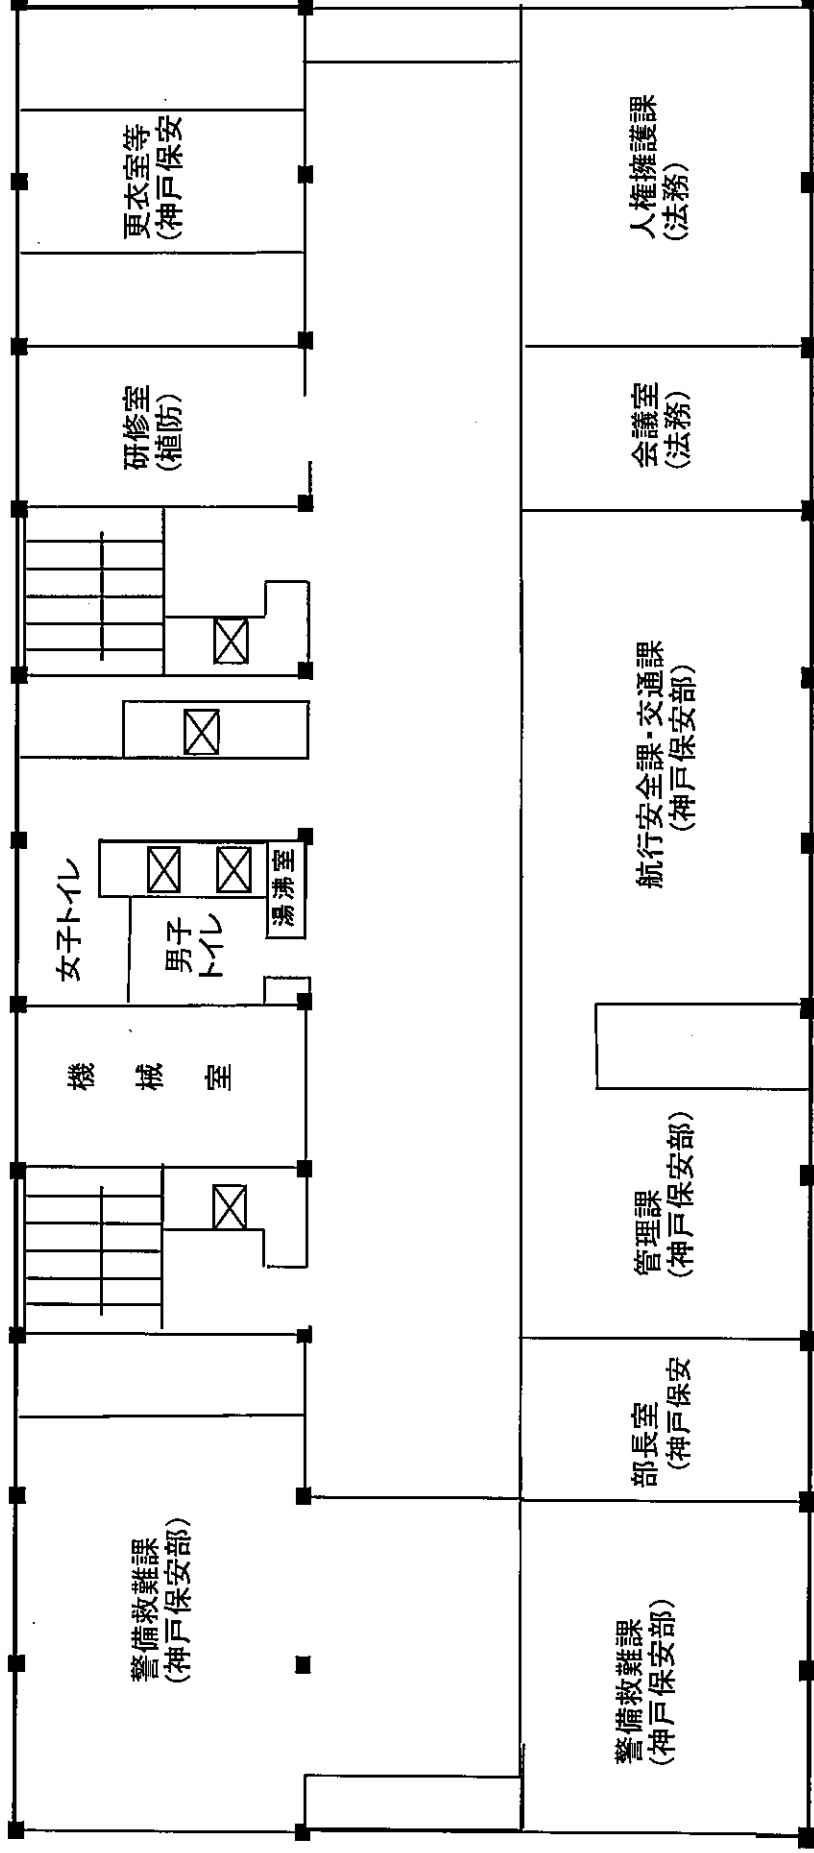 警備救難課
(神戸保安部)
機械室
女子トイレ
男子
トイレ
湯沸室
研修室
(植防)
更衣室等
(神戸保安
警備救難課
(神戸保安部)
部長室
(神戸保安
管理課
(神戸保安部)
航行安全課・交通課
(神戸保安部)
会議室
(法務)
人権擁護課
(法務)